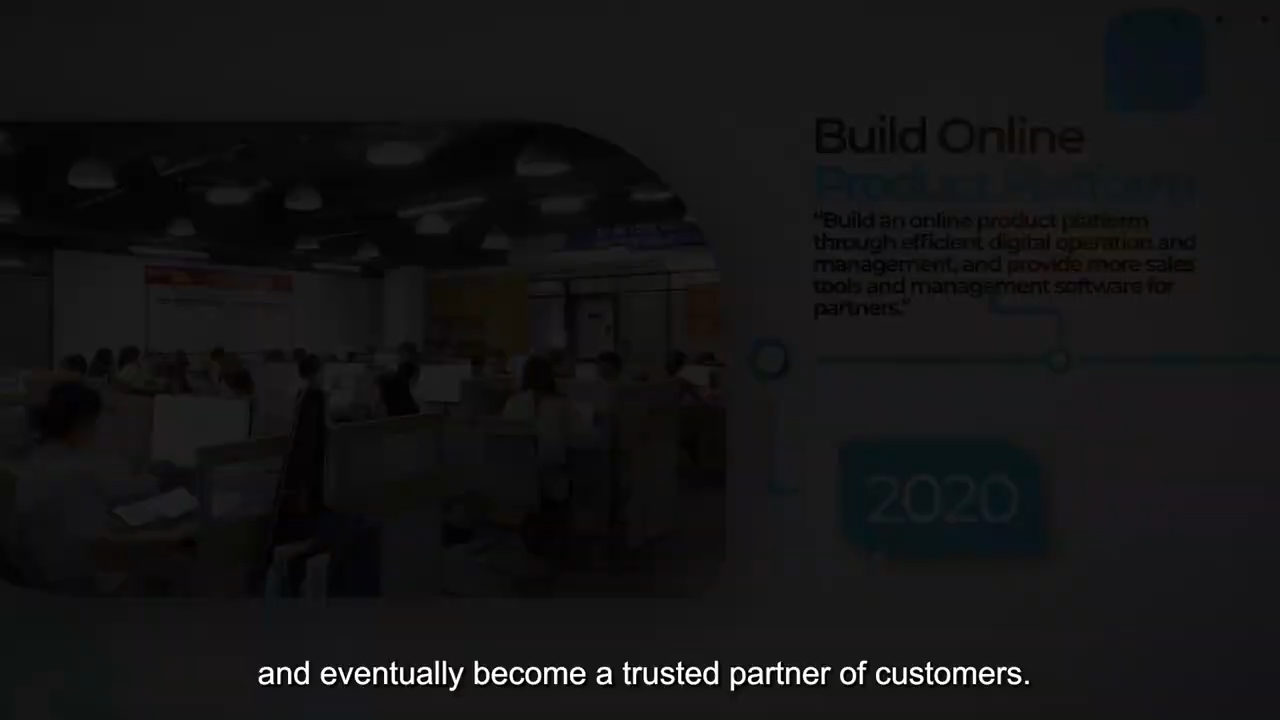 Build Online
Product Platform
“Build an online product platform
through efficient digital operation and
management, and provide more sales
tools and management software for
partners.”
2020
and eventually become a trusted partner of customers.